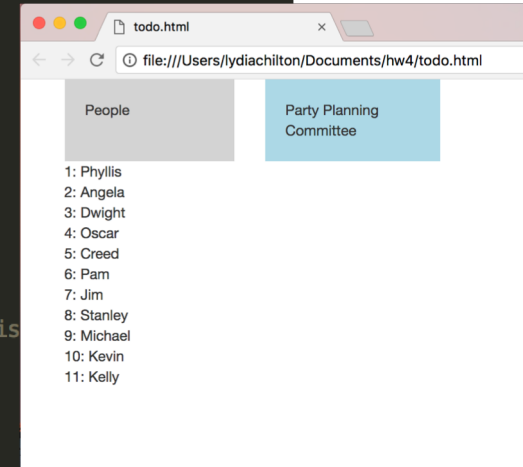 todo.html
file:///Users/lydiachilton/Documents/hw4/todo.html
People
Party Planning
Committee
1: Phyllis
2: Angela
3: Dwight
4: Oscar
5: Creed
6: Pam
7: Jim
8: Stanley
9: Michael
10: Kevin
11: Kelly
is